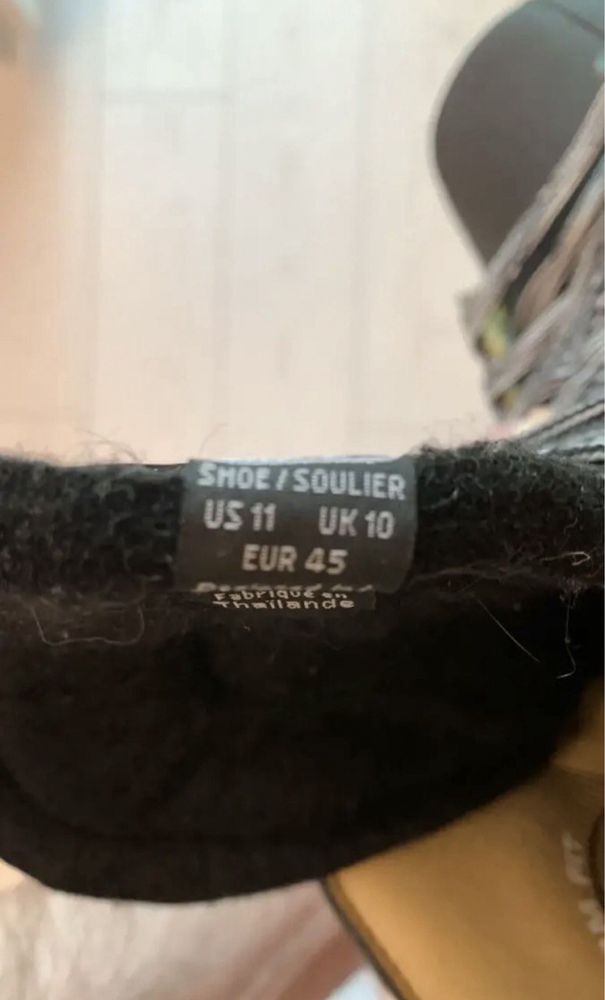 SHOE / SOULIER
US 11 UK 10
EUR 45
Fabriqué en
Thaïlande